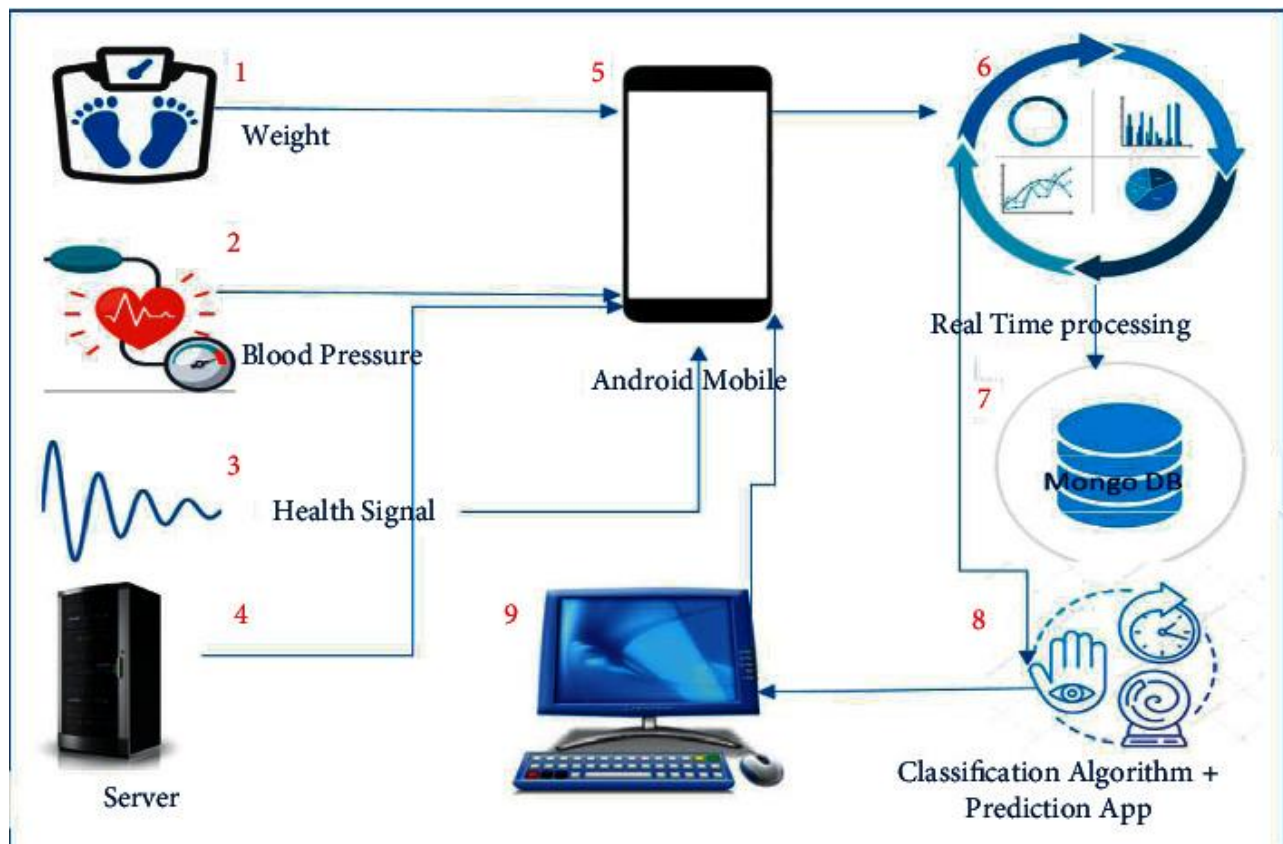 1
Weight
2
Blood Pressure
3
Health Signal
4
Server
5
Android Mobile
6
Real Time processing
7
Mongo DB
8
Classification Algorithm +
Prediction App
9